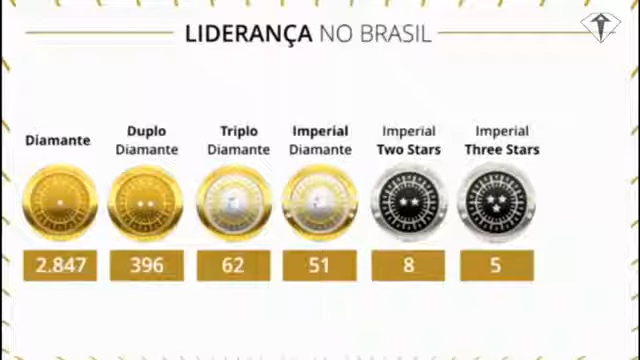 LIDERANÇA NO BRASIL
Diamante
Duplo
Diamante
Triplo
Diamante
Imperial
Diamante
Imperial
Two Stars
Imperial
Three Stars
2.847
396
62
51
8
5